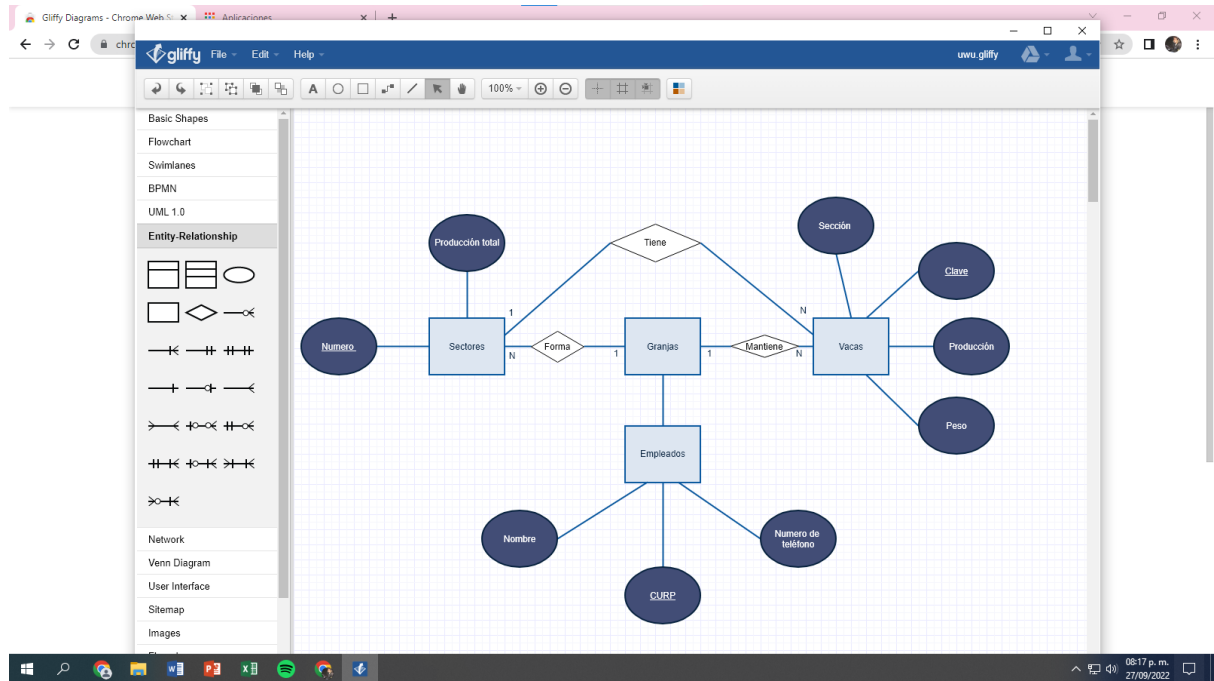 Gliffy Diagrams - Chrome Web St
Aplicaciones
chro
gliffy File Edit Help uwu.gliffy
A 100%
Basic Shapes
Flowchart
Swimlanes
BPMN
UML 1.0
Entity-Relationship
Network
Venn Diagram
User Interface
Sitemap
Images
Producción total
Tiene
Sección
Clave
1
N
Numero
Sectores
N
Forma
1
Granjas
1
Mantiene
N
Vacas
Producción
Peso
Empleados
Nombre
Numero de
teléfono
CURP
08:17 p. m.
27/09/2022